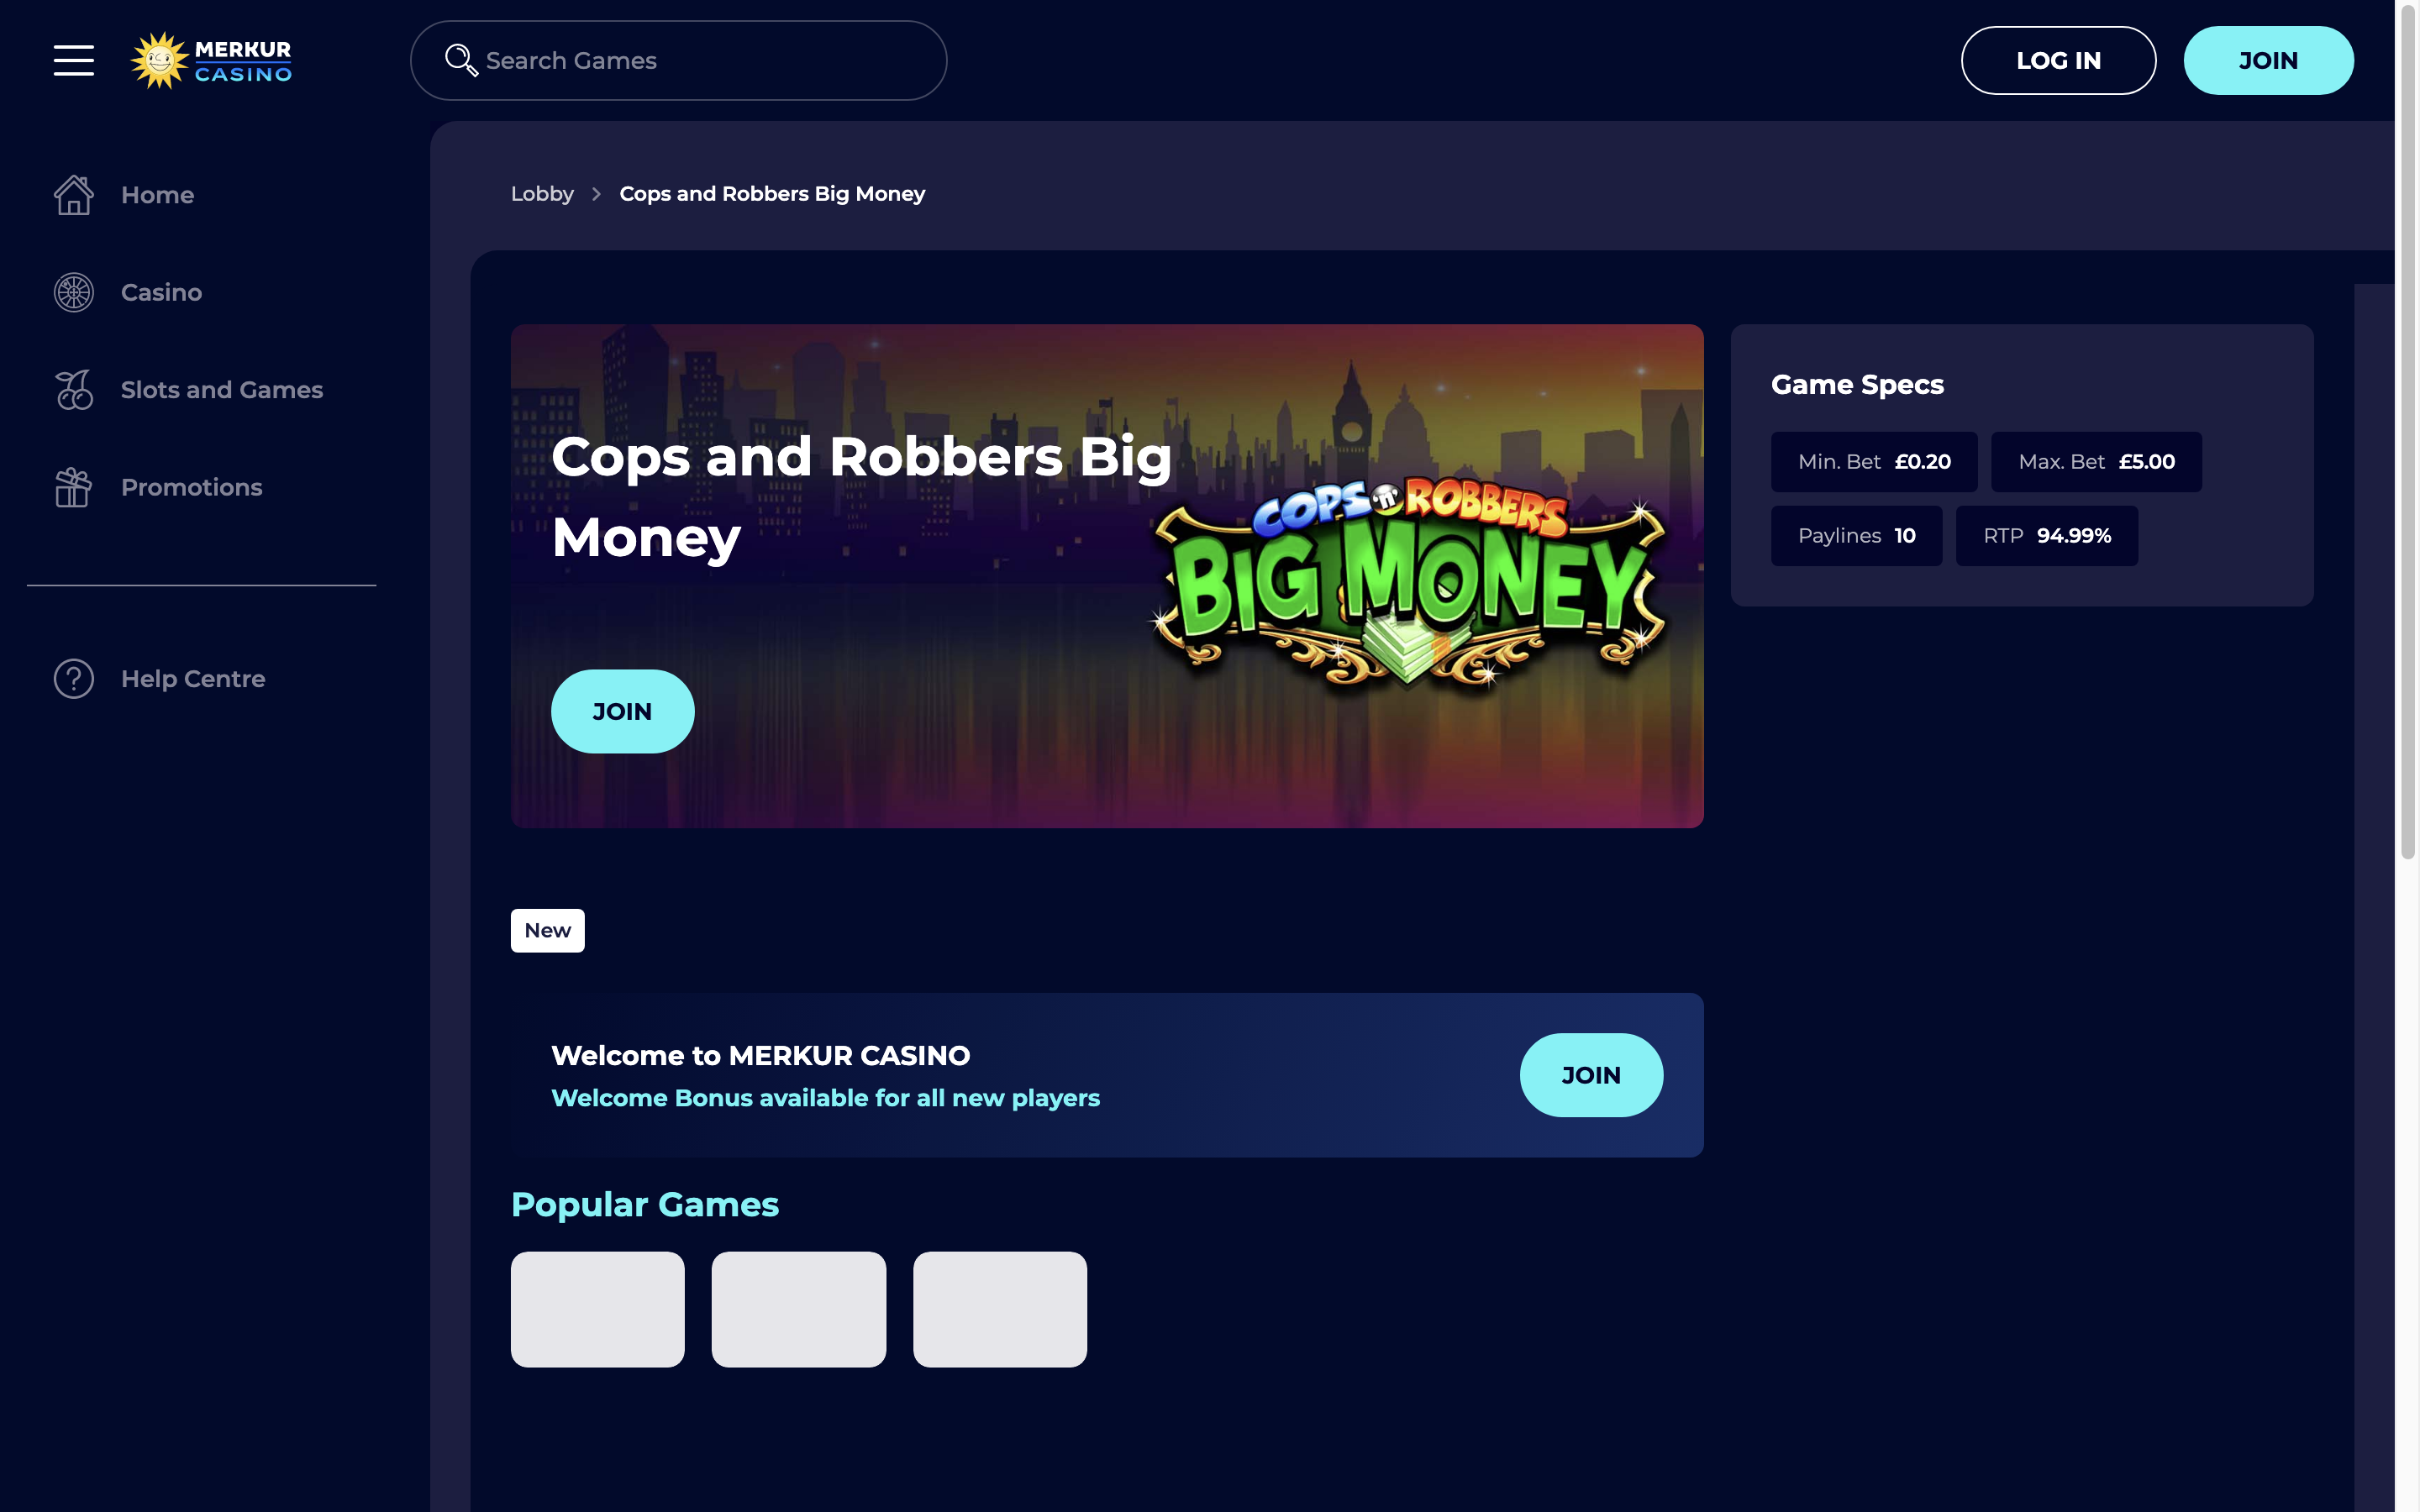 MERKUR
CASINO
Search Games
LOG IN
JOIN
Home
Casino
Slots and Games
Promotions
Help Centre
Lobby
Cops and Robbers Big Money
Cops and Robbers Big
Money
JOIN
COPS 'n' ROBBERS
BIG MONEY
Game Specs
Min. Bet £0.20
Max. Bet £5.00
Paylines 10
RTP 94.99%
New
Welcome to MERKUR CASINO
Welcome Bonus available for all new players
JOIN
Popular Games